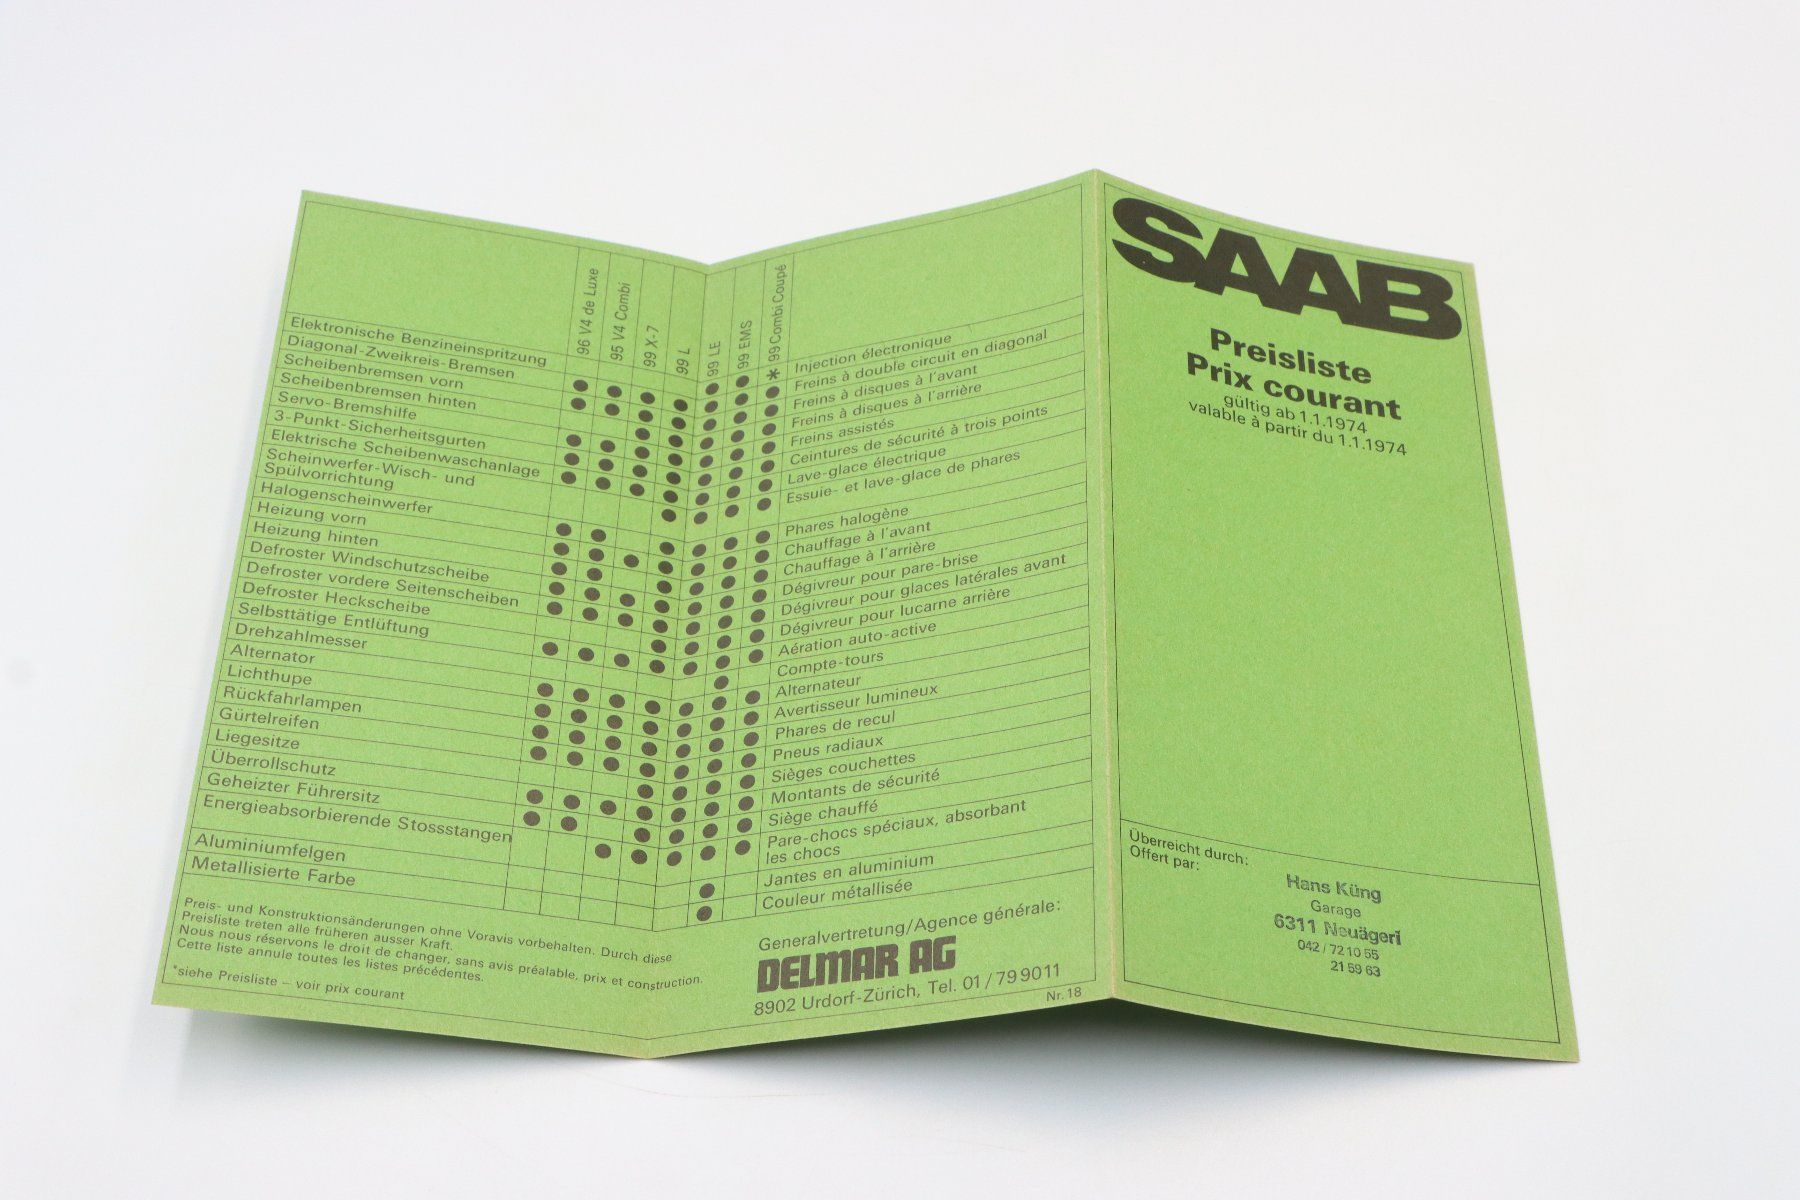 96 V4 de Luxe
95 V4 Combi
99 X-7
99 L
99 LE
99 EMS
99 Combi Coupé
Elektronische Benzineinspritzung
Diagonal-Zweikreis-Bremsen
Scheibenbremsen vorn
Scheibenbremsen hinten
Servo-Bremshilfe
3-Punkt-Sicherheitsgurten
Elektrische Scheibenwaschanlage
Scheinwerfer-Wisch- und
Spülvorrichtung
Halogenscheinwerfer
Heizung vorn
Heizung hinten
Defroster Windschutzscheibe
Defroster vordere Seitenscheiben
Defroster Heckscheibe
Selbsttätige Entlüftung
Drehzahlmesser
Alternator
Lichthupe
Rückfahrlampen
Gürtelreifen
Liegesitze
Überrollschutz
Geheizter Führersitz
Energieabsorbierende Stossstangen
Aluminiumfelgen
Metallisierte Farbe
*
Injection électronique
Freins à double circuit en diagonal
Freins à disques à l'avant
Freins à disques à l'arrière
Freins assistés
Ceintures de sécurité à trois points
Lave-glace électrique
Essuie- et lave-glace de phares
Phares halogène
Chauffage à l'avant
Chauffage à l'arrière
Dégivreur pour pare-brise
Dégivreur pour glaces latérales avant
Dégivreur pour lucarne arrière
Aération auto-active
Compte-tours
Alternateur
Avertisseur lumineux
Phares de recul
Pneus radiaux
Sièges couchettes
Montants de sécurité
Siège chauffé
Pare-chocs spéciaux, absorbant
les chocs
Jantes en aluminium
Couleur métallisée
Preis- und Konstruktionsänderungen ohne Voravis vorbehalten. Durch diese
Preisliste treten alle früheren ausser Kraft.
Nous nous réservons le droit de changer, sans avis préalable, prix et construction.
Cette liste annule toutes les listes précédentes.
*siehe Preisliste – voir prix courant
Generalvertretung/Agence générale:
DELMAR AG
8902 Urdorf-Zürich, Tel. 01/79 90 11
Nr. 18
SAAB
Preisliste
Prix courant
gültig ab 1.1.1974
valable à partir du 1.1.1974
Überreicht durch:
Offert par:
Hans Küng
Garage
6311 Neuägeri
042 / 72 10 55
21 59 63